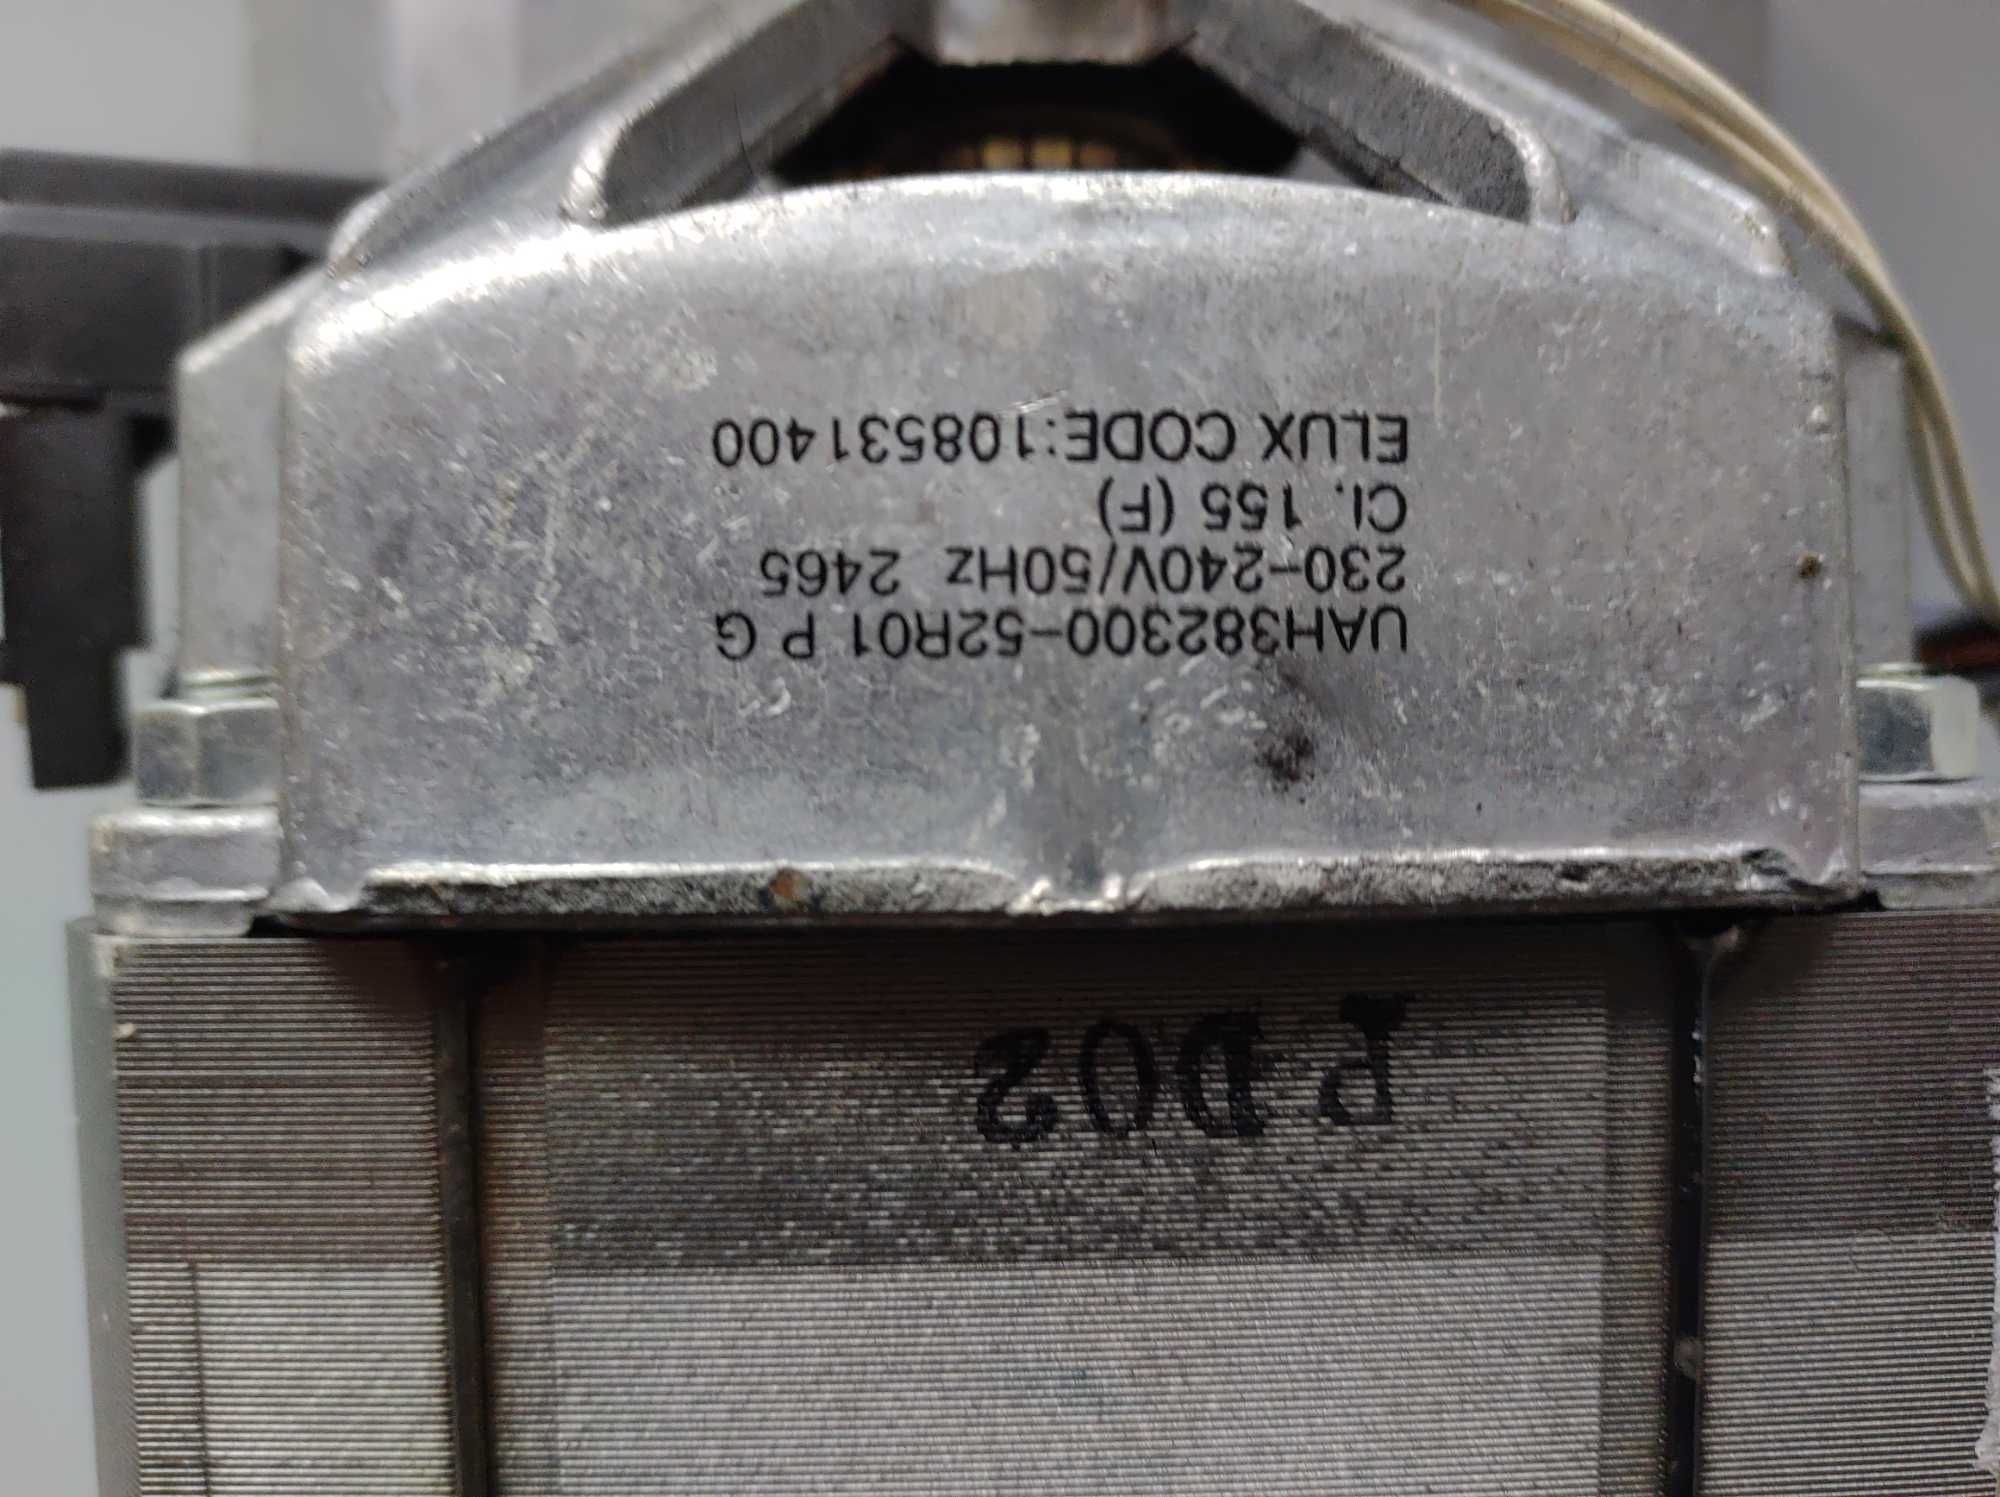 UAH382300-52R01 P G
230-240V/50Hz 2465
Cl. 155 (F)
ELUX CODE:108531400
P D02